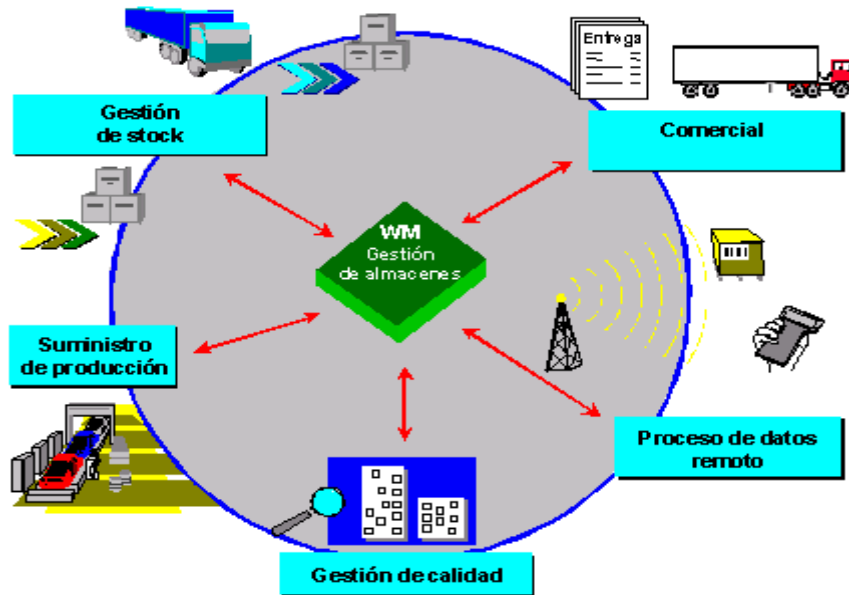 Entrega
Gestión
de stock
Comercial
WM
Gestión
de almacenes
Suministro
de producción
Proceso de datos
remoto
Gestión de calidad